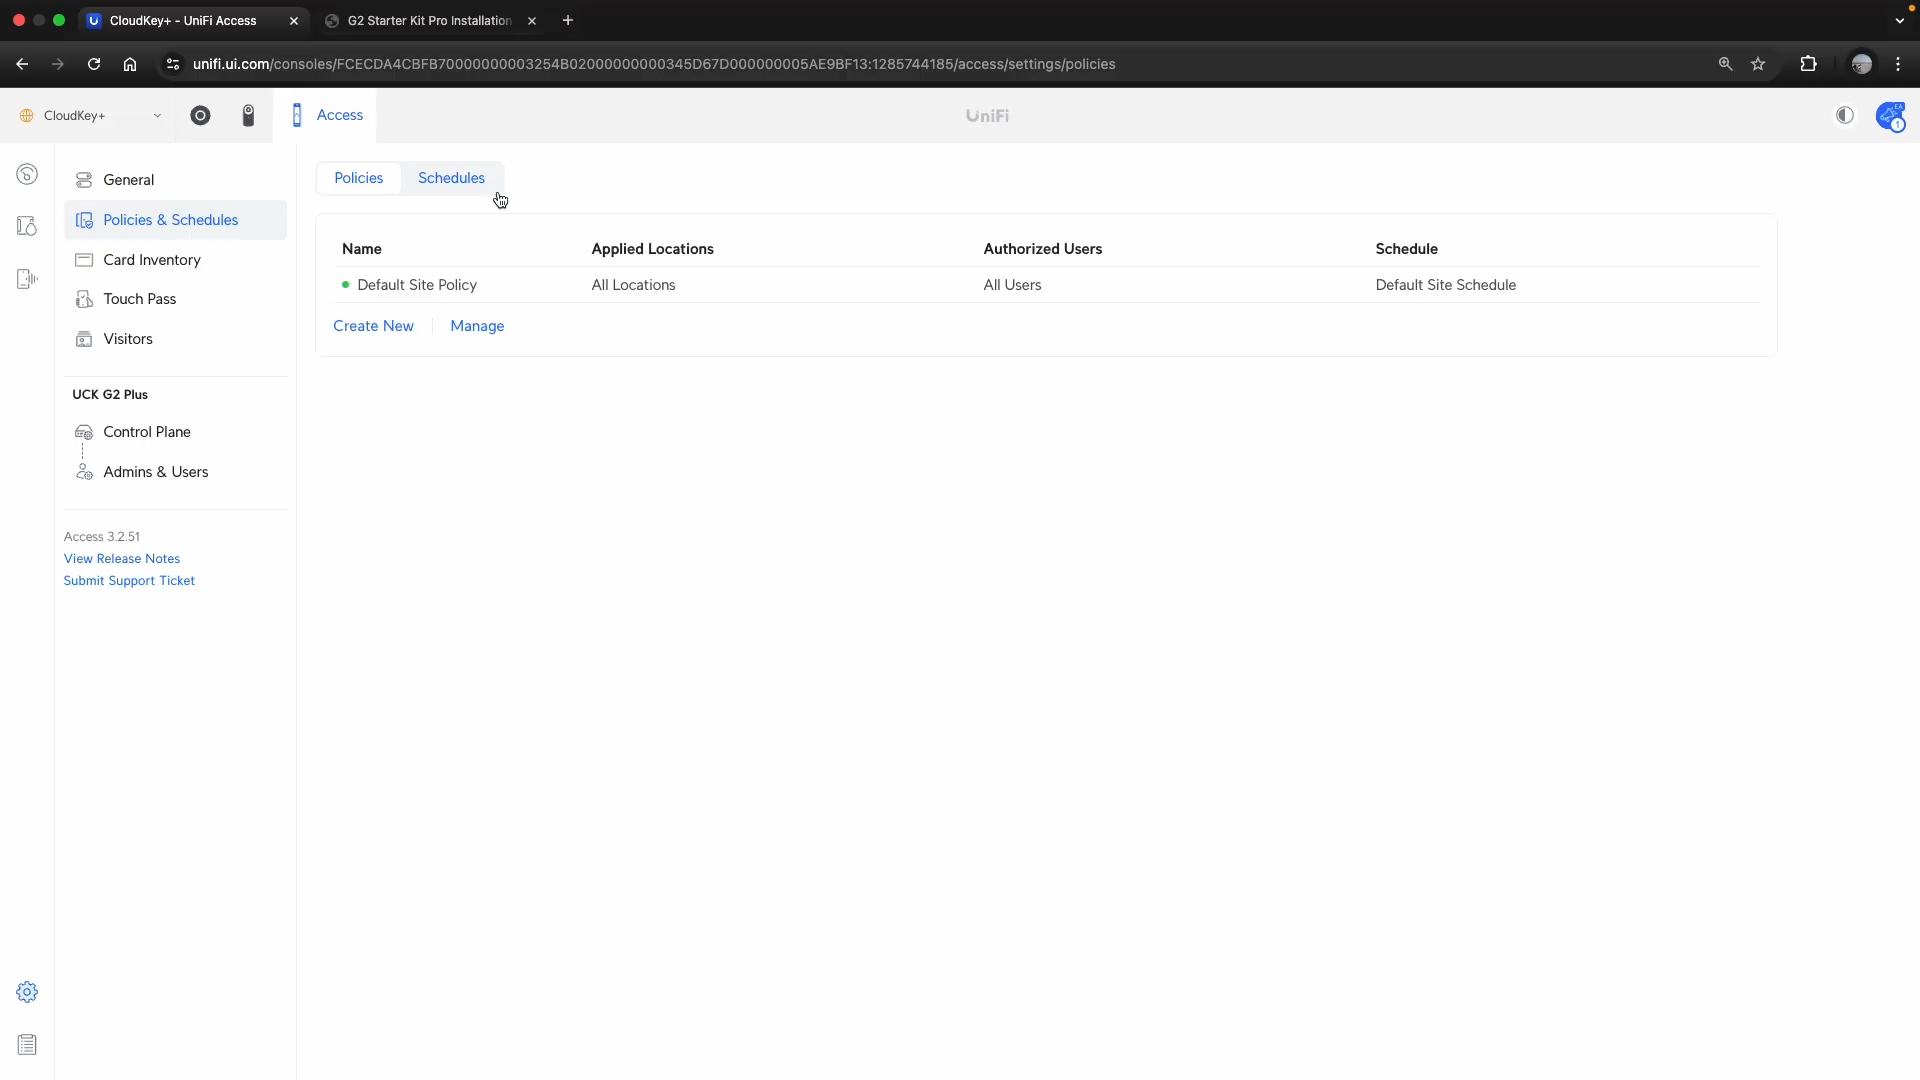 CloudKey+ - UniFi Access
G2 Starter Kit Pro Installation
unifi.ui.com/consoles/FCECDA4CBFB70000000003254B02000000000345D67D000000005AE9BF13:1285744185/access/settings/policies
CloudKey+
Access
UniFi
EA
1
General
Policies & Schedules
Card Inventory
Touch Pass
Visitors
UCK G2 Plus
Control Plane
Admins & Users
Access 3.2.51
View Release Notes
Submit Support Ticket
Policies Schedules
Name Applied Locations Authorized Users Schedule
Default Site Policy All Locations All Users Default Site Schedule
Create New Manage